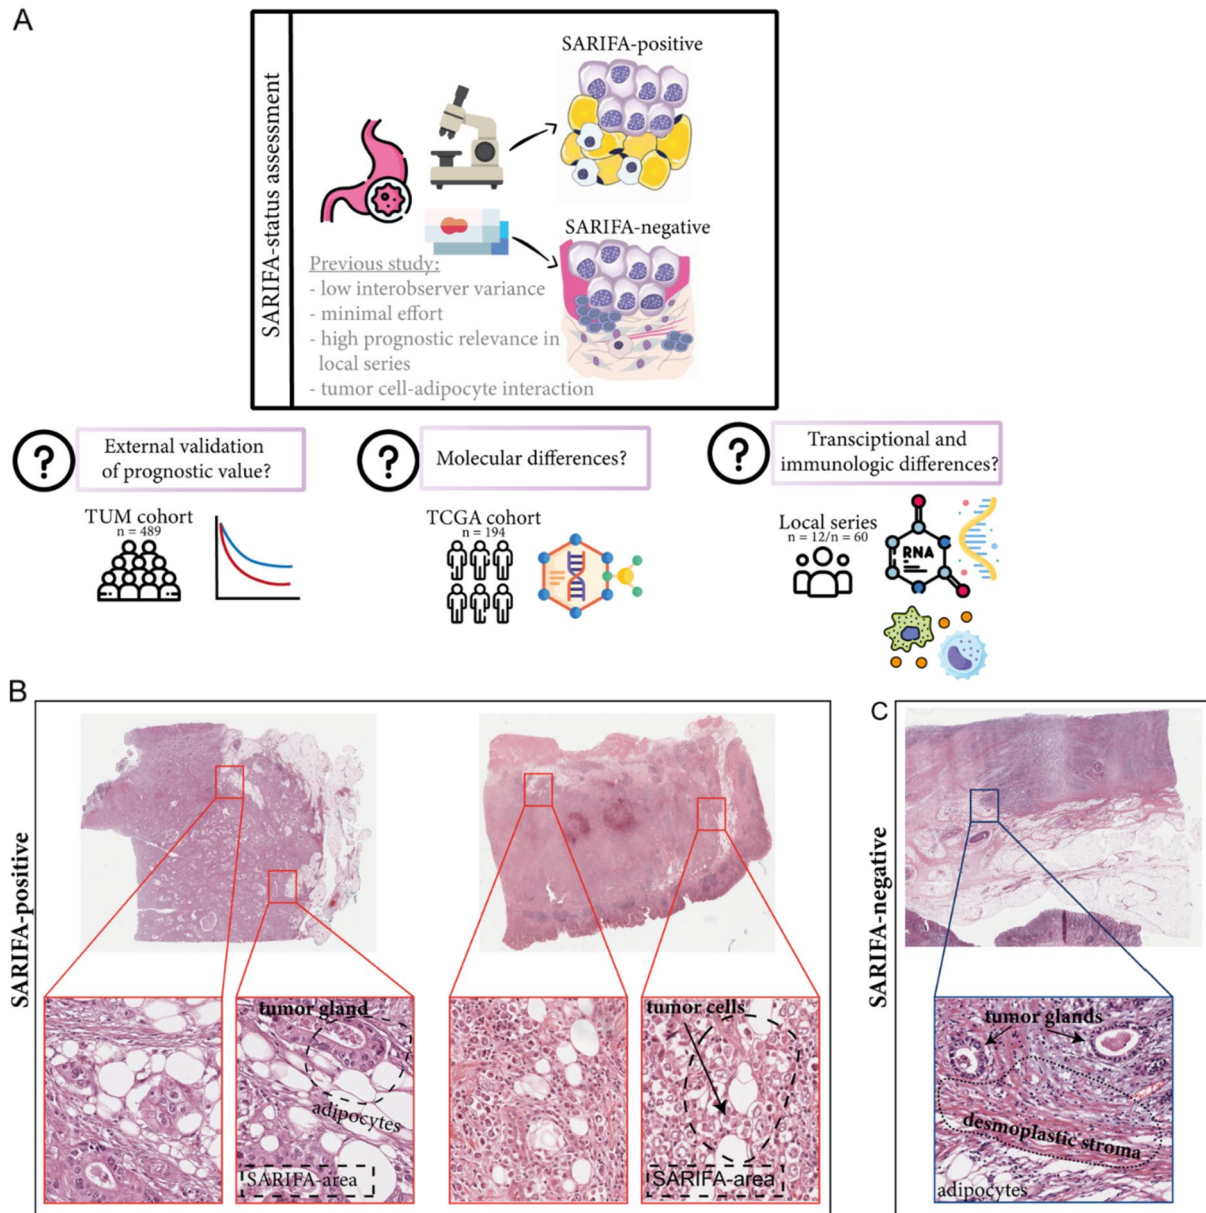 A
SARIFA-status assessment
SARIFA-positive
SARIFA-negative
Previous study:
- low interobserver variance
- minimal effort
- high prognostic relevance in
local series
- tumor cell-adipocyte interaction
?
External validation
of prognostic value?
?
Molecular differences?
?
Transciptional and
immunologic differences?
TUM cohort
n = 489
TCGA cohort
n = 194
Local series
n = 12/n = 60
RNA
B
SARIFA-positive
tumor gland
adipocytes
SARIFA-area
tumor cells
SARIFA-area
C
SARIFA-negative
tumor glands
desmoplastic stroma
adipocytes